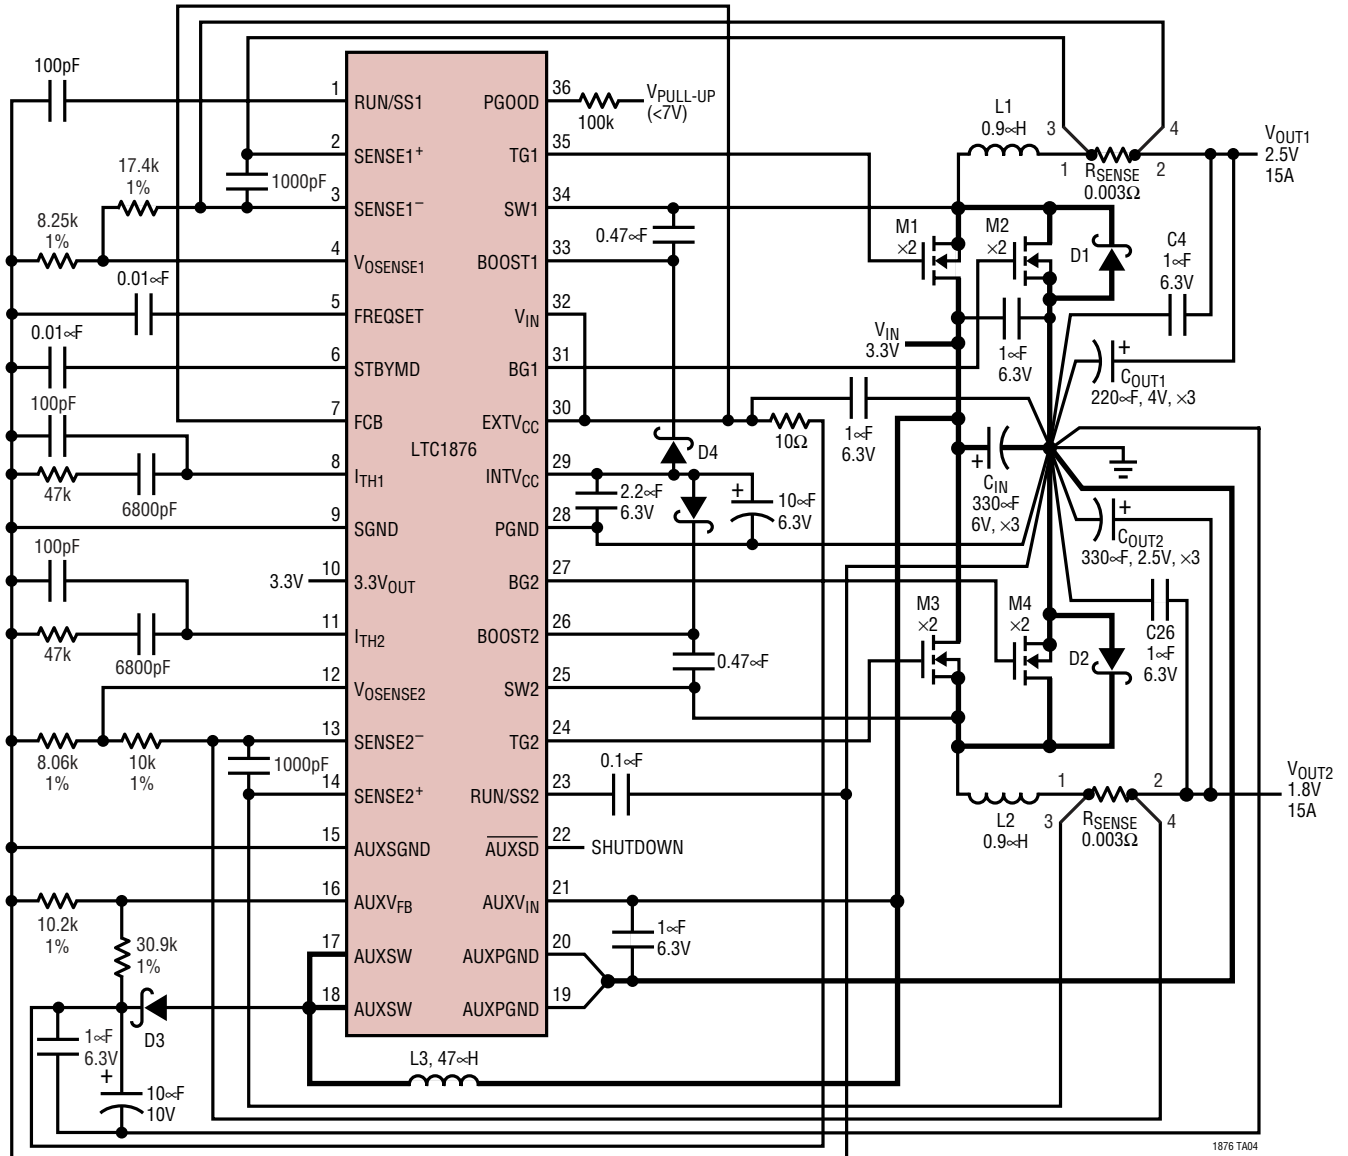 100pF
1
RUN/SS1
PGOOD
36
100k
VPULL-UP
(<7V)
2
SENSE1+
TG1
35
L1
0.9∝H
3
4
1
2
RSENSE
0.003Ω
VOUT1
2.5V
15A
17.4k
1%
1000pF
3
SENSE1–
SW1
34
8.25k
1%
0.47∝F
M1
×2
M2
×2
D1
C4
1∝F
6.3V
4
VOSENSE1
BOOST1
33
0.01∝F
5
FREQSET
VIN
32
VIN
3.3V
1∝F
6.3V
0.01∝F
6
STBYMD
BG1
31
+
COUT1
220∝F, 4V, ×3
100pF
7
FCB
EXTVCC
30
10Ω
1∝F
6.3V
LTC1876
D4
47k
6800pF
8
ITH1
INTVCC
29
2.2∝F
6.3V
+
10∝F
6.3V
+
CIN
330∝F
6V, ×3
9
SGND
PGND
28
+
COUT2
330∝F, 2.5V, ×3
100pF
3.3V
10
3.3VOUT
BG2
27
M3
×2
M4
×2
D2
C26
1∝F
6.3V
47k
6800pF
11
ITH2
BOOST2
26
0.47∝F
12
VOSENSE2
SW2
25
8.06k
1%
10k
1%
13
SENSE2–
TG2
24
1000pF
0.1∝F
14
SENSE2+
RUN/SS2
23
L2
0.9∝H
1
2
3
4
RSENSE
0.003Ω
VOUT2
1.8V
15A
15
AUXSGND
AUXSD
22
SHUTDOWN
10.2k
1%
16
AUXVFB
AUXVIN
21
1∝F
6.3V
30.9k
1%
17
AUXSW
AUXPGND
20
18
AUXSW
AUXPGND
19
D3
1∝F
6.3V
+
10∝F
10V
L3, 47∝H
1876 TA04